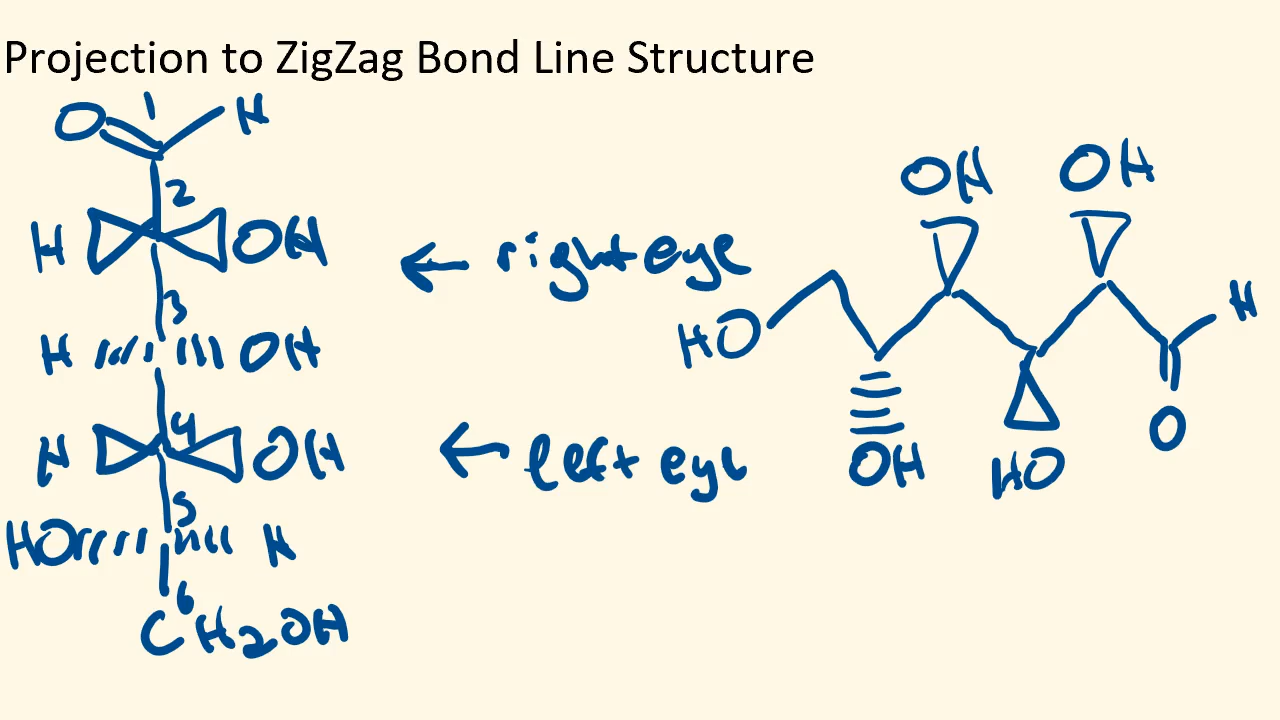 Projection to ZigZag Bond Line Structure
1
O H
2
H OH
← right eye
3
H OH
4
H OH
← left eye
5
HO H
6
CH2OH
OH OH
H
HO
O
OH HO